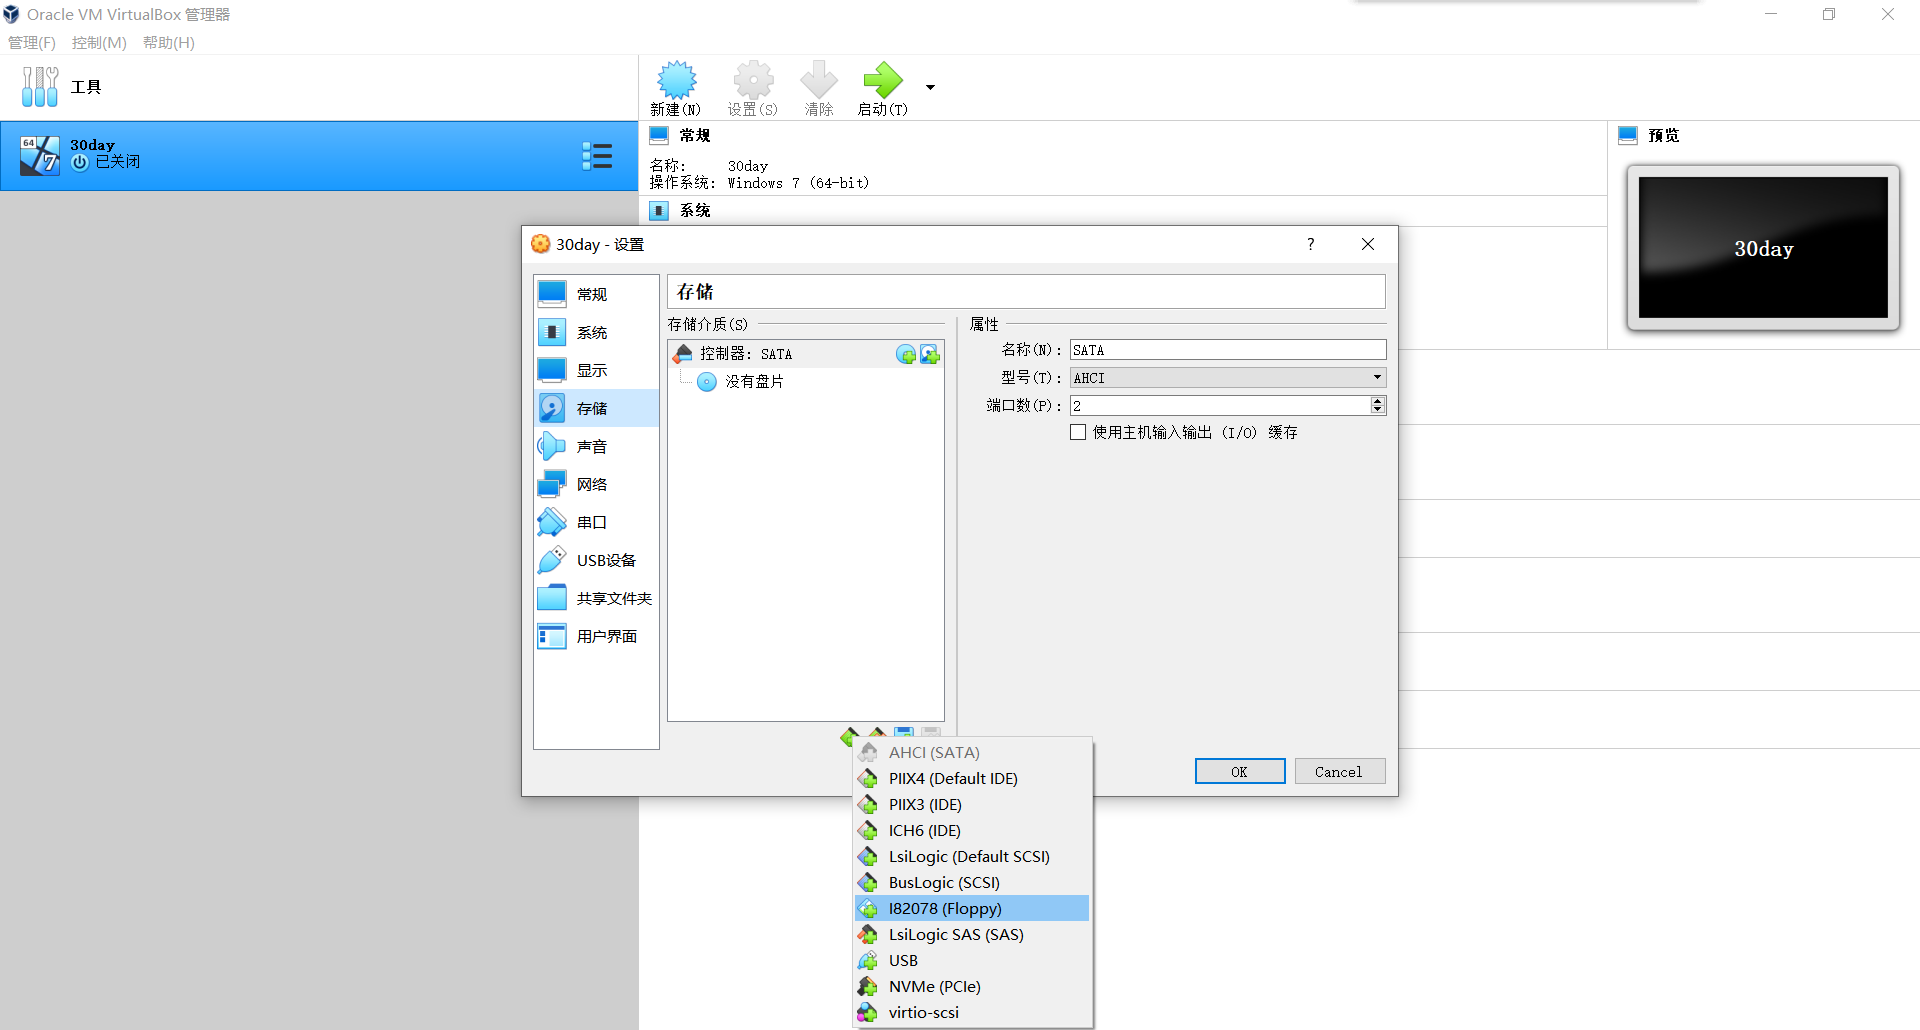 Oracle VM VirtualBox 管理器
管理(F) 控制(M) 帮助(H)
工具
新建(N) 设置(S) 清除 启动(T)
64
7
30day
已关闭
常规
名称: 30day
操作系统: Windows 7 (64-bit)
系统
预览
30day
30day - 设置
?
常规
系统
显示
存储
声音
网络
串口
USB设备
共享文件夹
用户界面
存储
存储介质(S)
控制器: SATA
没有盘片
属性
名称(N): SATA
型号(T): AHCI
端口数(P): 2
使用主机输入输出 (I/O) 缓存
OK Cancel
AHCI (SATA)
PIIX4 (Default IDE)
PIIX3 (IDE)
ICH6 (IDE)
LsiLogic (Default SCSI)
BusLogic (SCSI)
I82078 (Floppy)
LsiLogic SAS (SAS)
USB
NVMe (PCIe)
virtio-scsi